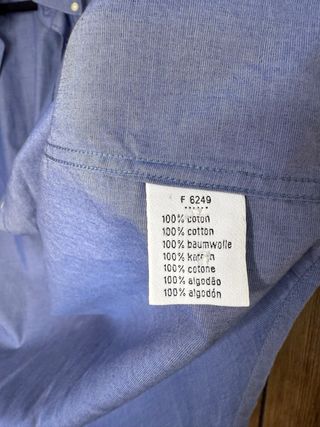 F 6249
100% coton
100% cotton
100% baumwolle
100%
100% cotone
100% algodão
100% algodón